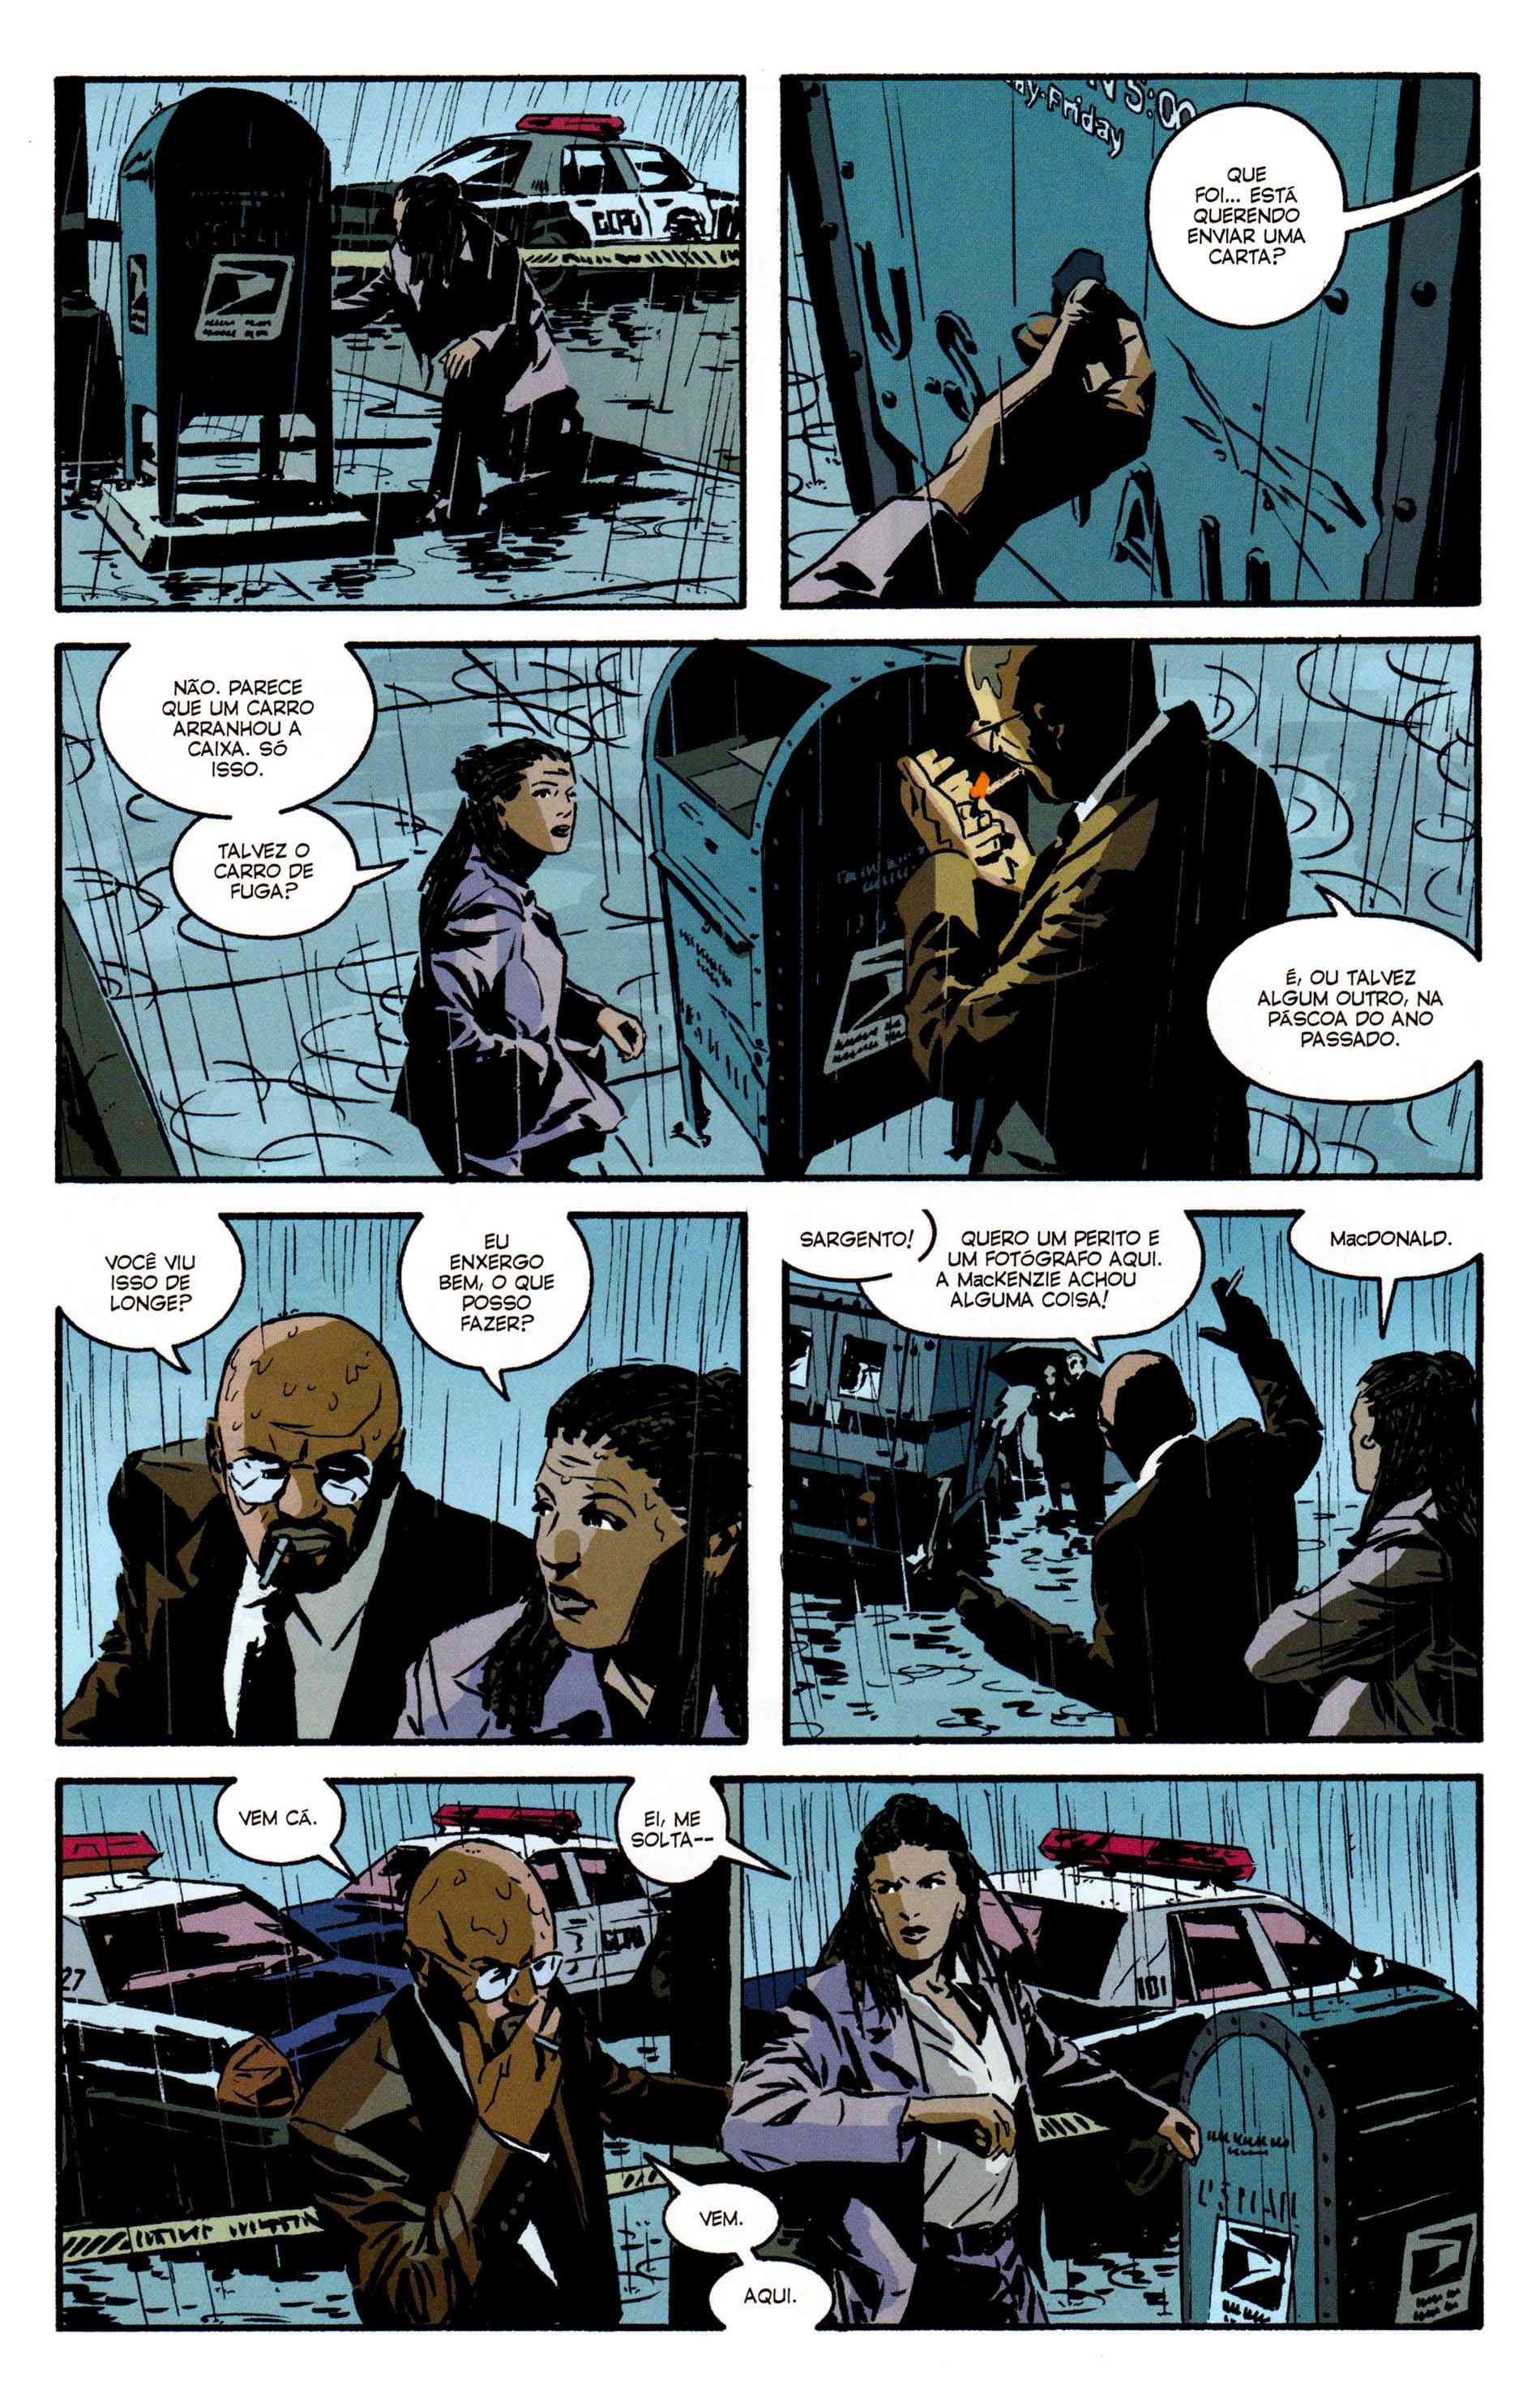 GCPD
5:00
Friday
QUE
FOI... ESTÁ
QUERENDO
ENVIAR UMA
CARTA?
NÃO. PARECE
QUE UM CARRO
ARRANHOU A
CAIXA. SÓ
ISSO.
TALVEZ O
CARRO DE
FUGA?
É, OU TALVEZ
ALGUM OUTRO, NA
PÁSCOA DO ANO
PASSADO.
VOCÊ VIU
ISSO DE
LONGE?
EU
ENXERGO
BEM, O QUE
POSSO
FAZER?
SARGENTO!
QUERO UM PERITO E
UM FOTÓGRAFO AQUI.
A MacKENZIE ACHOU
ALGUMA COISA!
MacDONALD.
VEM CÁ.
EI, ME
SOLTA--
27
GCPD
101
VEM.
AQUI.